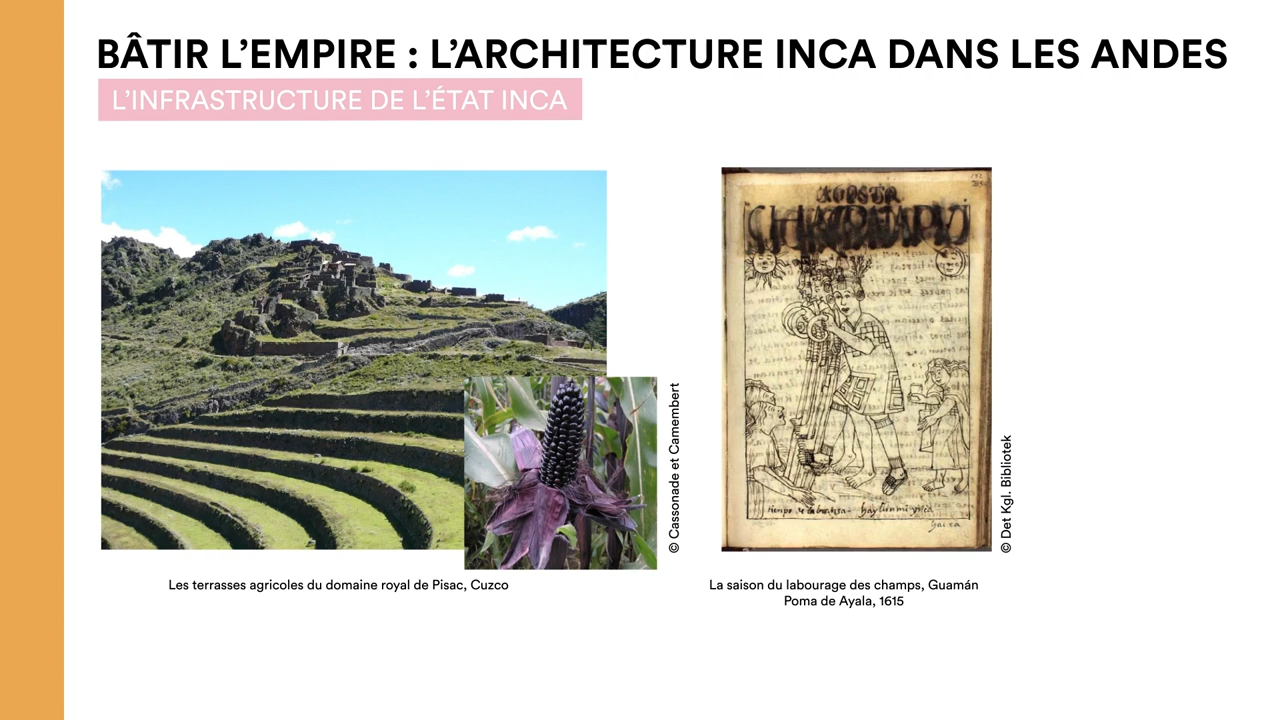 BÂTIR L’EMPIRE : L’ARCHITECTURE INCA DANS LES ANDES
L’INFRASTRUCTURE DE L’ÉTAT INCA
© Cassonade et Camembert
© Det Kgl. Bibliotek
Les terrasses agricoles du domaine royal de Pisac, Cuzco
La saison du labourage des champs, Guamán
Poma de Ayala, 1615